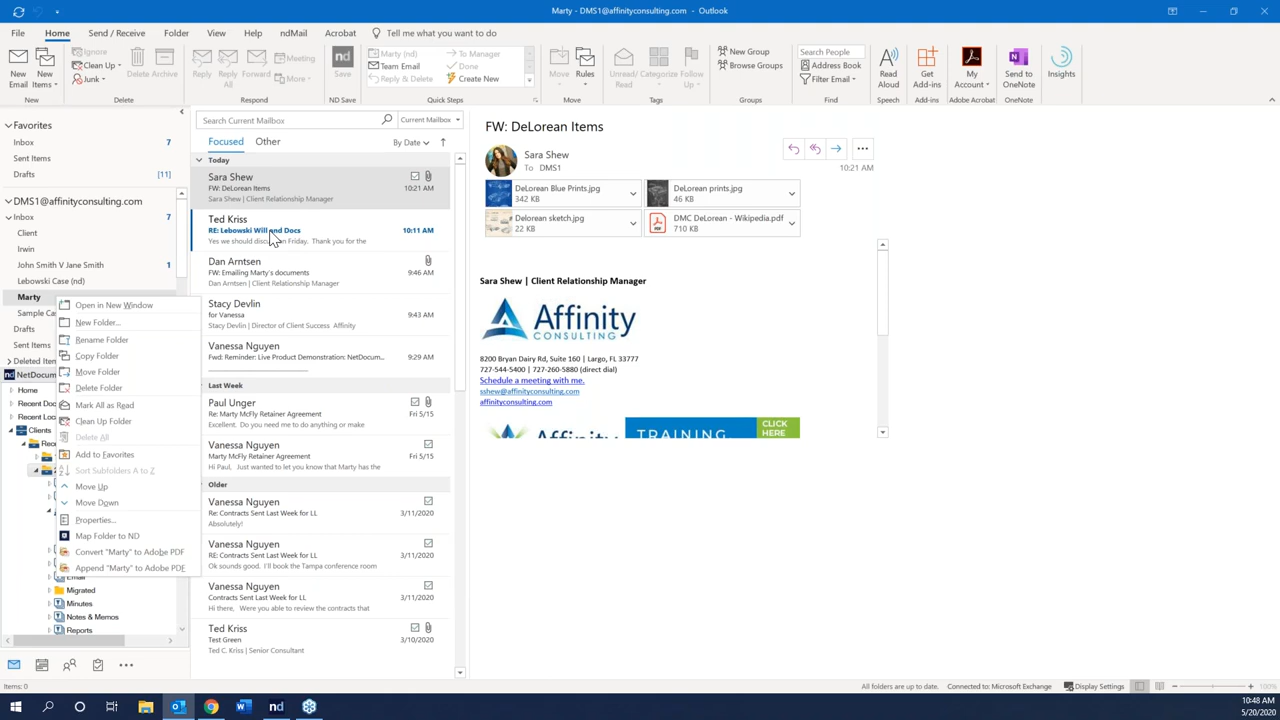 Marty - DMS1@affinityconsulting.com - Outlook
File Home Send / Receive Folder View Help ndMail Acrobat Tell me what you want to do
New Email
New Items
New
Ignore
Clean Up
Junk
Delete Archive
Delete
Reply
Reply All
Forward
Meeting
More
Respond
nd
Save
ND Save
Marty (nd)
Team Email
Reply & Delete
To Manager
Done
Create New
Quick Steps
Move
Rules
Move
Unread/ Read
Categorize
Follow Up
Tags
New Group
Browse Groups
Groups
Search People
Address Book
Filter Email
Find
Read Aloud
Speech
Get Add-ins
Add-ins
My Account
Adobe Acrobat
Send to OneNote
OneNote
Insights
Favorites
Inbox 7
Sent Items
Drafts [11]
DMS1@affinityconsulting.com
Inbox 7
Client
Irwin
John Smith V Jane Smith 1
Lebowski Case (nd)
Marty
Sample Ca
Drafts
Sent Items
Deleted Item
nd NetDocum
Home
Recent Doc
Recent Loc
Clients
Rec
Email
Migrated
Minutes
Notes & Memos
Reports
Open in New Window
New Folder...
Rename Folder
Copy Folder
Move Folder
Delete Folder
Mark All as Read
Clean Up Folder
Delete All
Add to Favorites
Sort Subfolders A to Z
Move Up
Move Down
Properties...
Map Folder to ND
Convert "Marty" to Adobe PDF
Append "Marty" to Adobe PDF
Search Current Mailbox Current Mailbox
Focused Other By Date
Today
Sara Shew
FW: DeLorean Items 10:21 AM
Sara Shew | Client Relationship Manager
Ted Kriss
RE: Lebowski Will and Docs 10:11 AM
Yes we should discu n Friday. Thank you for the
Dan Arntsen
FW: Emailing Marty's documents 9:46 AM
Dan Arntsen | Client Relationship Manager
Stacy Devlin
for Vanessa 9:43 AM
Stacy Devlin | Director of Client Success Affinity
Vanessa Nguyen
Fwd: Reminder: Live Product Demonstration: NetDocum... 9:29 AM
Last Week
Paul Unger
Re: Marty McFly Retainer Agreement Fri 5/15
Excellent. Do you need me to do anything or make
Vanessa Nguyen
Marty McFly Retainer Agreement Fri 5/15
Hi Paul, Just wanted to let you know that Marty has the
Older
Vanessa Nguyen
Re: Contracts Sent Last Week for LL 3/11/2020
Absolutely!
Vanessa Nguyen
RE: Contracts Sent Last Week for LL 3/11/2020
Ok sounds good. I'll book the Tampa conference room
Vanessa Nguyen
Contracts Sent Last Week for LL 3/11/2020
Hi there, Were you able to review the contracts that
Ted Kriss
Test Green 3/10/2020
Ted C. Kriss | Senior Consultant
FW: DeLorean Items
Sara Shew
To DMS1
10:21 AM
DeLorean Blue Prints.jpg
342 KB
DeLorean prints.jpg
46 KB
Delorean sketch.jpg
22 KB
DMC DeLorean - Wikipedia.pdf
710 KB
Sara Shew | Client Relationship Manager
Affinity
CONSULTING
8200 Bryan Dairy Rd, Suite 160 | Largo, FL 33777
727-544-5400 | 727-260-5880 (direct dial)
Schedule a meeting with me.
sshew@affinityconsulting.com
affinityconsulting.com
Affinity TRAINING CLICK HERE
Items: 0 All folders are up to date. Connected to: Microsoft Exchange Display Settings 100%
nd
10:48 AM
5/20/2020